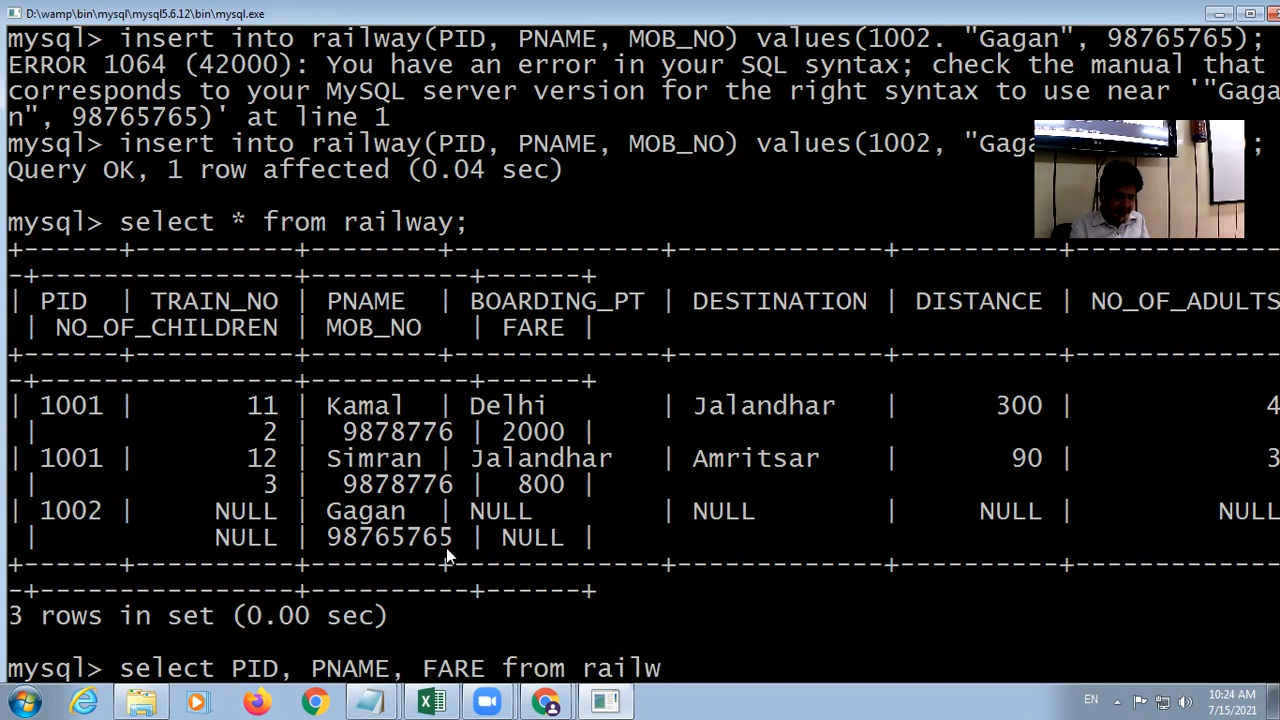 D:\wamp\bin\mysql\mysql5.6.12\bin\mysql.exe
mysql> insert into railway(PID, PNAME, MOB_NO) values(1002. "Gagan", 98765765);
ERROR 1064 (42000): You have an error in your SQL syntax; check the manual that
corresponds to your MySQL server version for the right syntax to use near '"Gaga
n", 98765765)' at line 1
mysql> insert into railway(PID, PNAME, MOB_NO) values(1002, "Gaga ;
Query OK, 1 row affected (0.04 sec)
mysql> select * from railway;
+------+----------+--------+-------------+-------------+----------+-------------
-+----------------+----------+------+
| PID | TRAIN_NO | PNAME | BOARDING_PT | DESTINATION | DISTANCE | NO_OF_ADULTS
| NO_OF_CHILDREN | MOB_NO | FARE |
+------+----------+--------+-------------+-------------+----------+-------------
-+----------------+----------+------+
| 1001 | 11 | Kamal | Delhi | Jalandhar | 300 | 4
| 2 | 9878776 | 2000 |
| 1001 | 12 | Simran | Jalandhar | Amritsar | 90 | 3
| 3 | 9878776 | 800 |
| 1002 | NULL | Gagan | NULL | NULL | NULL | NULL
| NULL | 98765765 | NULL |
+------+----------+--------+-------------+-------------+----------+-------------
-+----------------+----------+------+
3 rows in set (0.00 sec)
mysql> select PID, PNAME, FARE from railw
EN
10:24 AM
7/15/2021